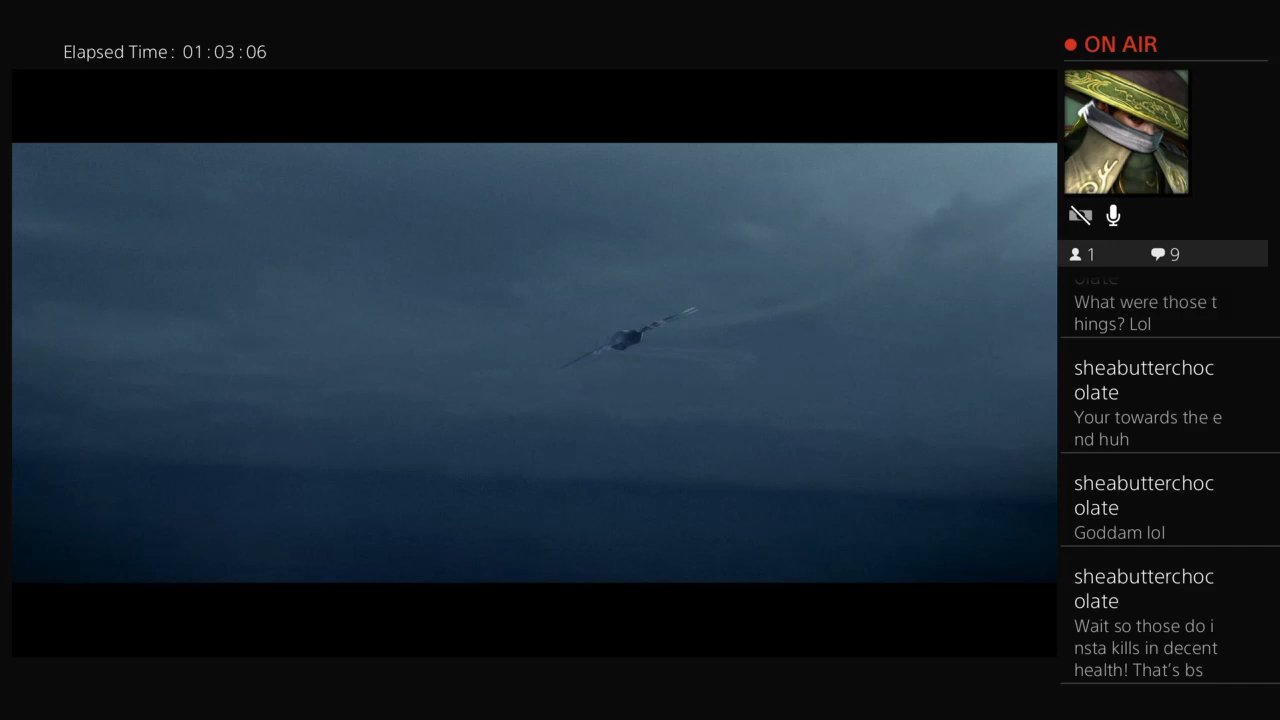 Elapsed Time: 01:03:06
ON AIR
1
9
olate
What were those t
hings? Lol
sheabutterchoc
olate
Your towards the e
nd huh
sheabutterchoc
olate
Goddam lol
sheabutterchoc
olate
Wait so those do i
nsta kills in decent
health! That's bs